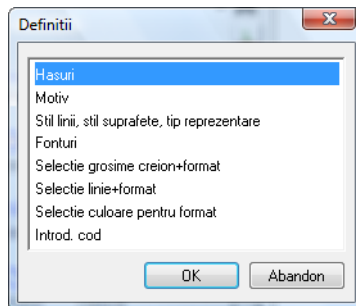 Definitii
Hasuri
Motiv
Stil linii, stil suprafete, tip reprezentare
Fonturi
Selectie grosime creion+format
Selectie linie+format
Selectie culoare pentru format
Introd. cod
OK
Abandon